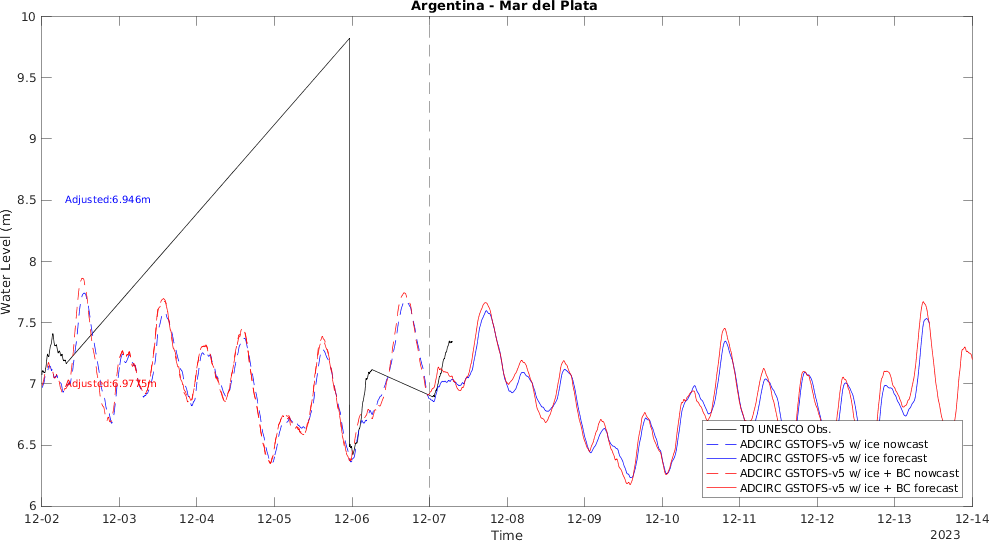 Argentina - Mar del Plata
10
9.5
9
8.5
8
7.5
7
6.5
6
Water Level (m)
Adjusted:6.946m
Adjusted:6.9775m
TD UNESCO Obs.
ADCIRC GSTOFS-v5 w/ ice nowcast
ADCIRC GSTOFS-v5 w/ ice forecast
ADCIRC GSTOFS-v5 w/ ice + BC nowcast
ADCIRC GSTOFS-v5 w/ ice + BC forecast
12-02 12-03 12-04 12-05 12-06 12-07 12-08 12-09 12-10 12-11 12-12 12-13 12-14
Time
2023